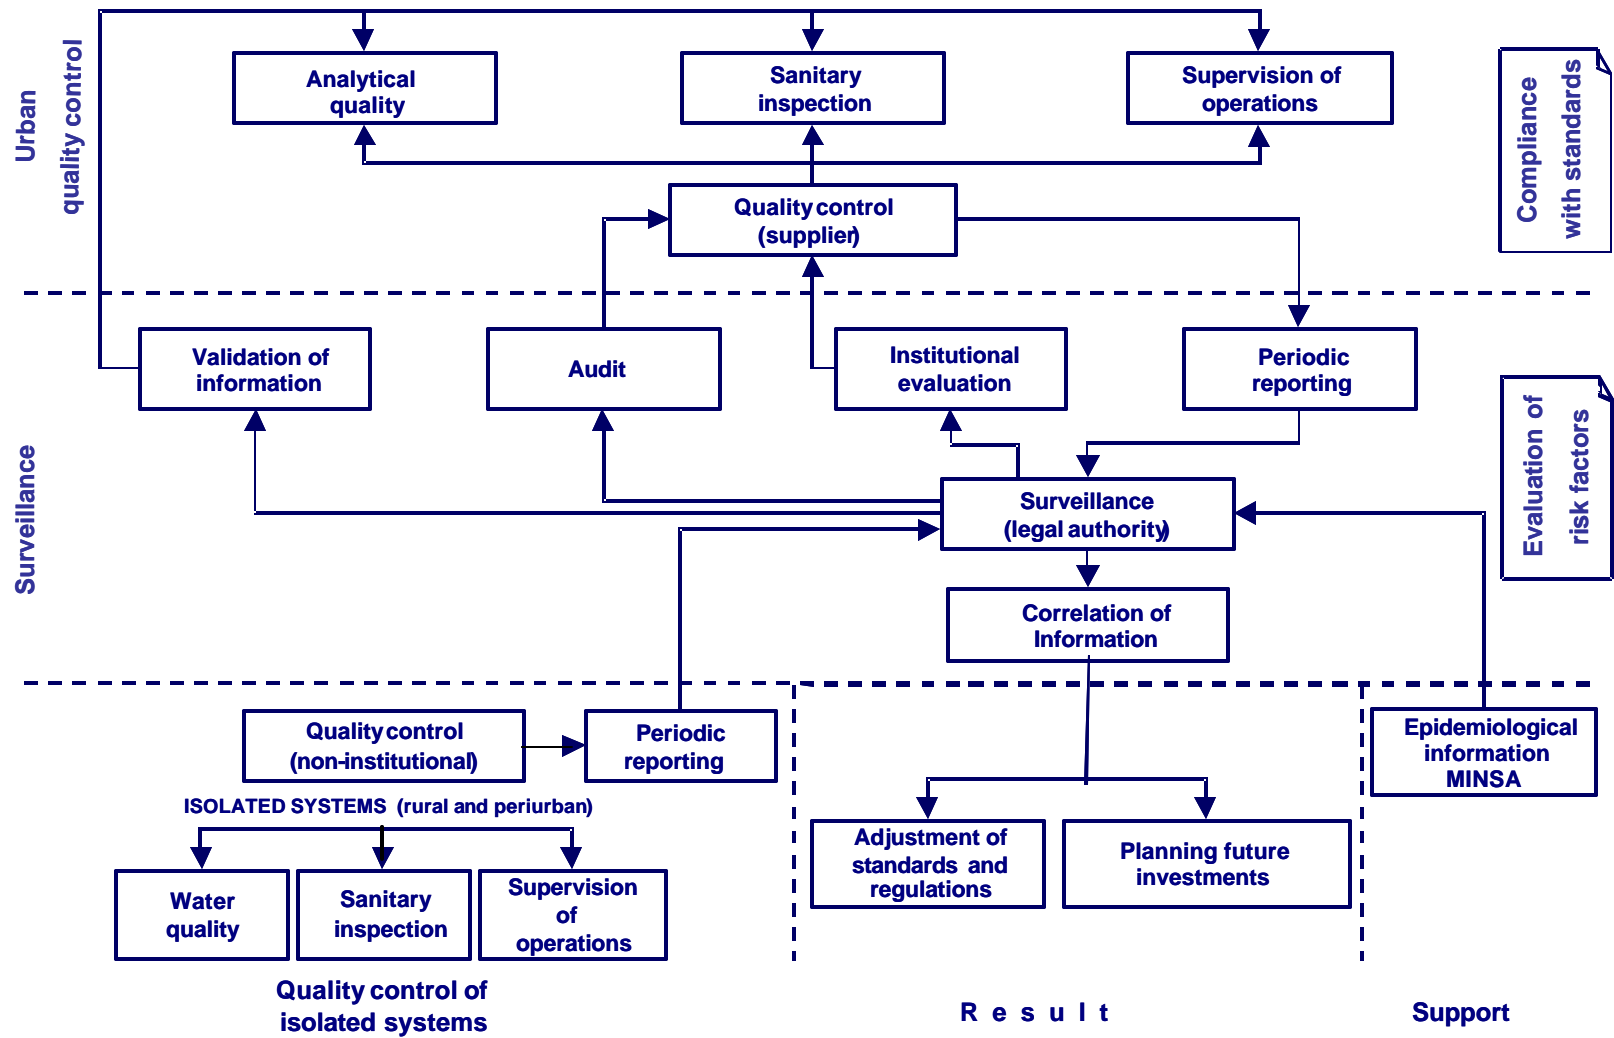 Urban
quality control
Analytical
quality
Sanitary
inspection
Supervision of
operations
Compliance
with standards
Quality control
(supplier)
Surveillance
Validation of
information
Audit
Institutional
evaluation
Periodic
reporting
Evaluation of
risk factors
Surveillance
(legal authority)
Correlation of
Information
Quality control
(non-institutional)
Periodic
reporting
ISOLATED SYSTEMS (rural and periurban)
Water
quality
Sanitary
inspection
Supervision
of
operations
Quality control of
isolated systems
Adjustment of
standards and
regulations
Planning future
investments
Result
Epidemiological
information
MINSA
Support